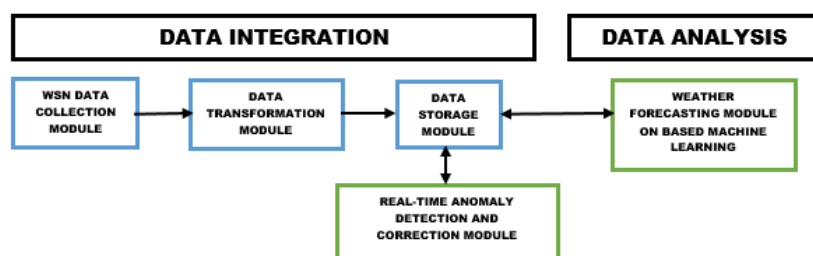 DATA INTEGRATION
DATA ANALYSIS
WSN DATA
COLLECTION
MODULE
DATA
TRANSFORMATION
MODULE
DATA
STORAGE
MODULE
WEATHER
FORECASTING MODULE
ON BASED MACHINE
LEARNING
REAL-TIME ANOMALY
DETECTION AND
CORRECTION MODULE